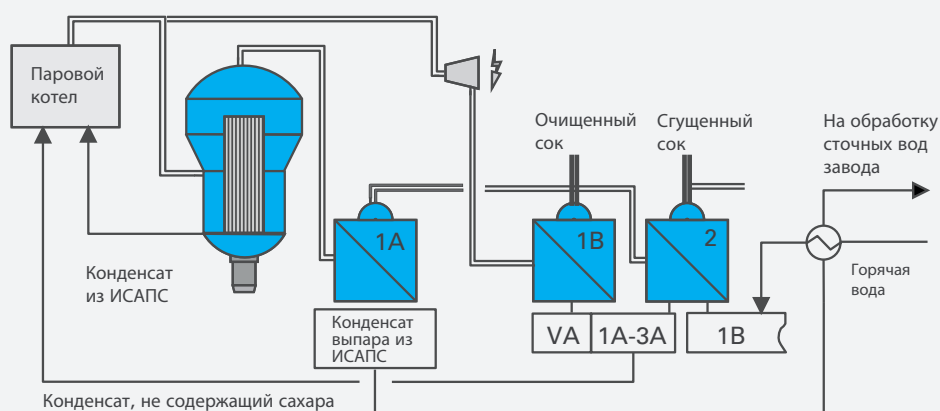 Паровой
котел
Очищенный
сок
Сгущенный
сок
На обработку
сточных вод
завода
1A
1B
2
Конденсат
из ИСАПС
Горячая
вода
Конденсат
выпара из
ИСАПС
VA
1A-3A
1B
Конденсат, не содержащий сахара